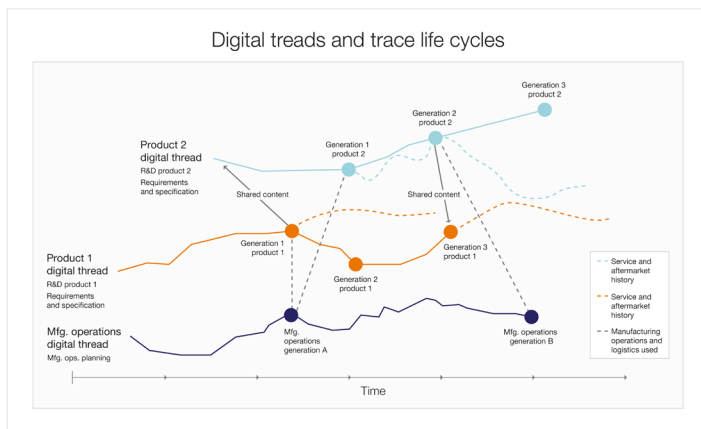 Digital treads and trace life cycles
Generation 3
product 2
Generation 2
product 2
Generation 1
product 2
Product 2
digital thread
R&D product 2
Requirements
and specification
Shared content
Shared content
Generation 1
product 1
Generation 3
product 1
Generation 2
product 1
Product 1
digital thread
R&D product 1
Requirements
and specification
Service and
aftermarket
history
Service and
aftermarket
history
Manufacturing
operations and
logistics used
Mfg. operations
digital thread
Mfg. ops. planning
Mfg.
operations
generation A
Mfg. operations
generation B
Time